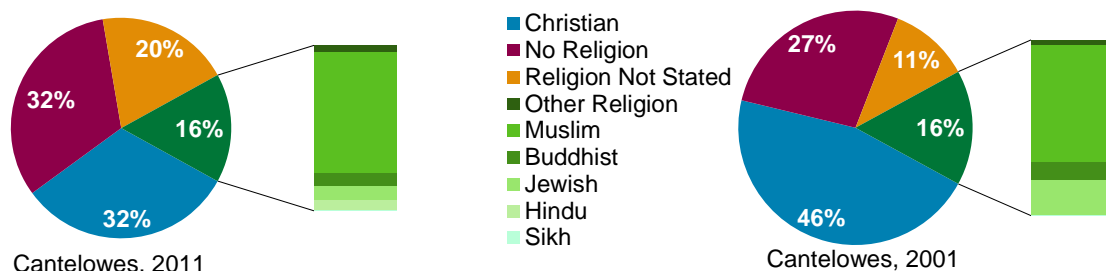 20%
32%
16%
32%
Cantelowes, 2011
Christian
No Religion
Religion Not Stated
Other Religion
Muslim
Buddhist
Jewish
Hindu
Sikh
27%
11%
16%
46%
Cantelowes, 2001